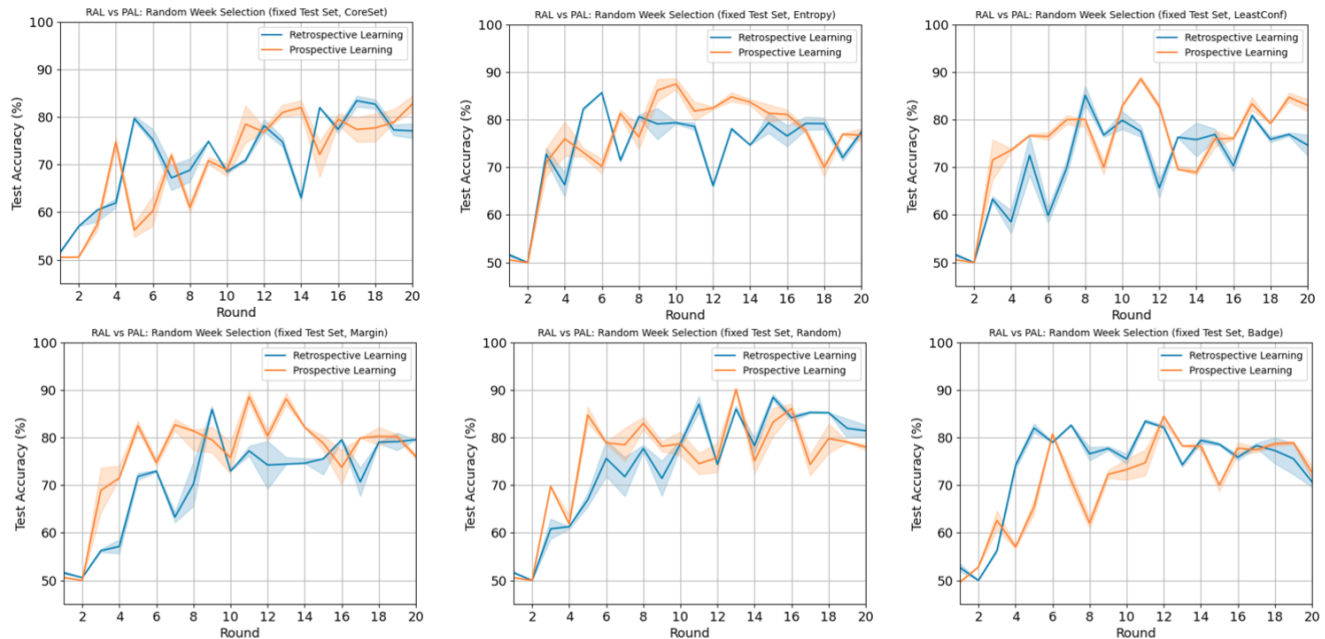 RAL vs PAL: Random Week Selection (fixed Test Set, CoreSet)
Retrospective Learning
Prospective Learning
Test Accuracy (%)
100
90
80
70
60
50
2 4 6 8 10 12 14 16 18 20
Round
RAL vs PAL: Random Week Selection (fixed Test Set, Entropy)
Retrospective Learning
Prospective Learning
Test Accuracy (%)
100
90
80
70
60
50
2 4 6 8 10 12 14 16 18 20
Round
RAL vs PAL: Random Week Selection (fixed Test Set, LeastConf)
Retrospective Learning
Prospective Learning
Test Accuracy (%)
100
90
80
70
60
50
2 4 6 8 10 12 14 16 18 20
Round
RAL vs PAL: Random Week Selection (fixed Test Set, Margin)
Retrospective Learning
Prospective Learning
Test Accuracy (%)
100
90
80
70
60
50
2 4 6 8 10 12 14 16 18 20
Round
RAL vs PAL: Random Week Selection (fixed Test Set, Random)
Retrospective Learning
Prospective Learning
Test Accuracy (%)
100
90
80
70
60
50
2 4 6 8 10 12 14 16 18 20
Round
RAL vs PAL: Random Week Selection (fixed Test Set, Badge)
Retrospective Learning
Prospective Learning
Test Accuracy (%)
100
90
80
70
60
50
2 4 6 8 10 12 14 16 18 20
Round